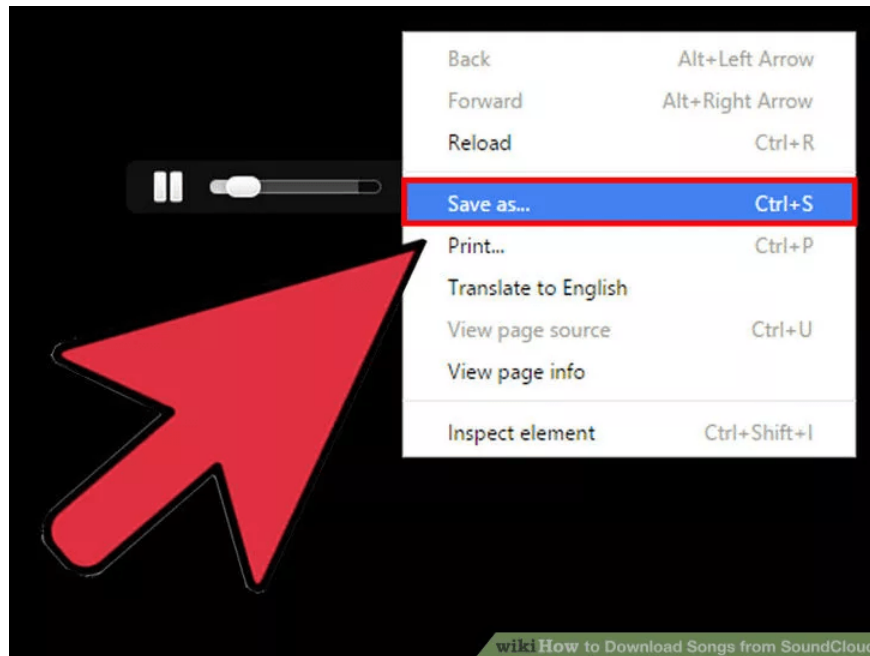 Back Alt+Left Arrow
Forward Alt+Right Arrow
Reload Ctrl+R
Save as... Ctrl+S
Print... Ctrl+P
Translate to English
View page source Ctrl+U
View page info
Inspect element Ctrl+Shift+I
wikiHow to Download Songs from SoundCloud